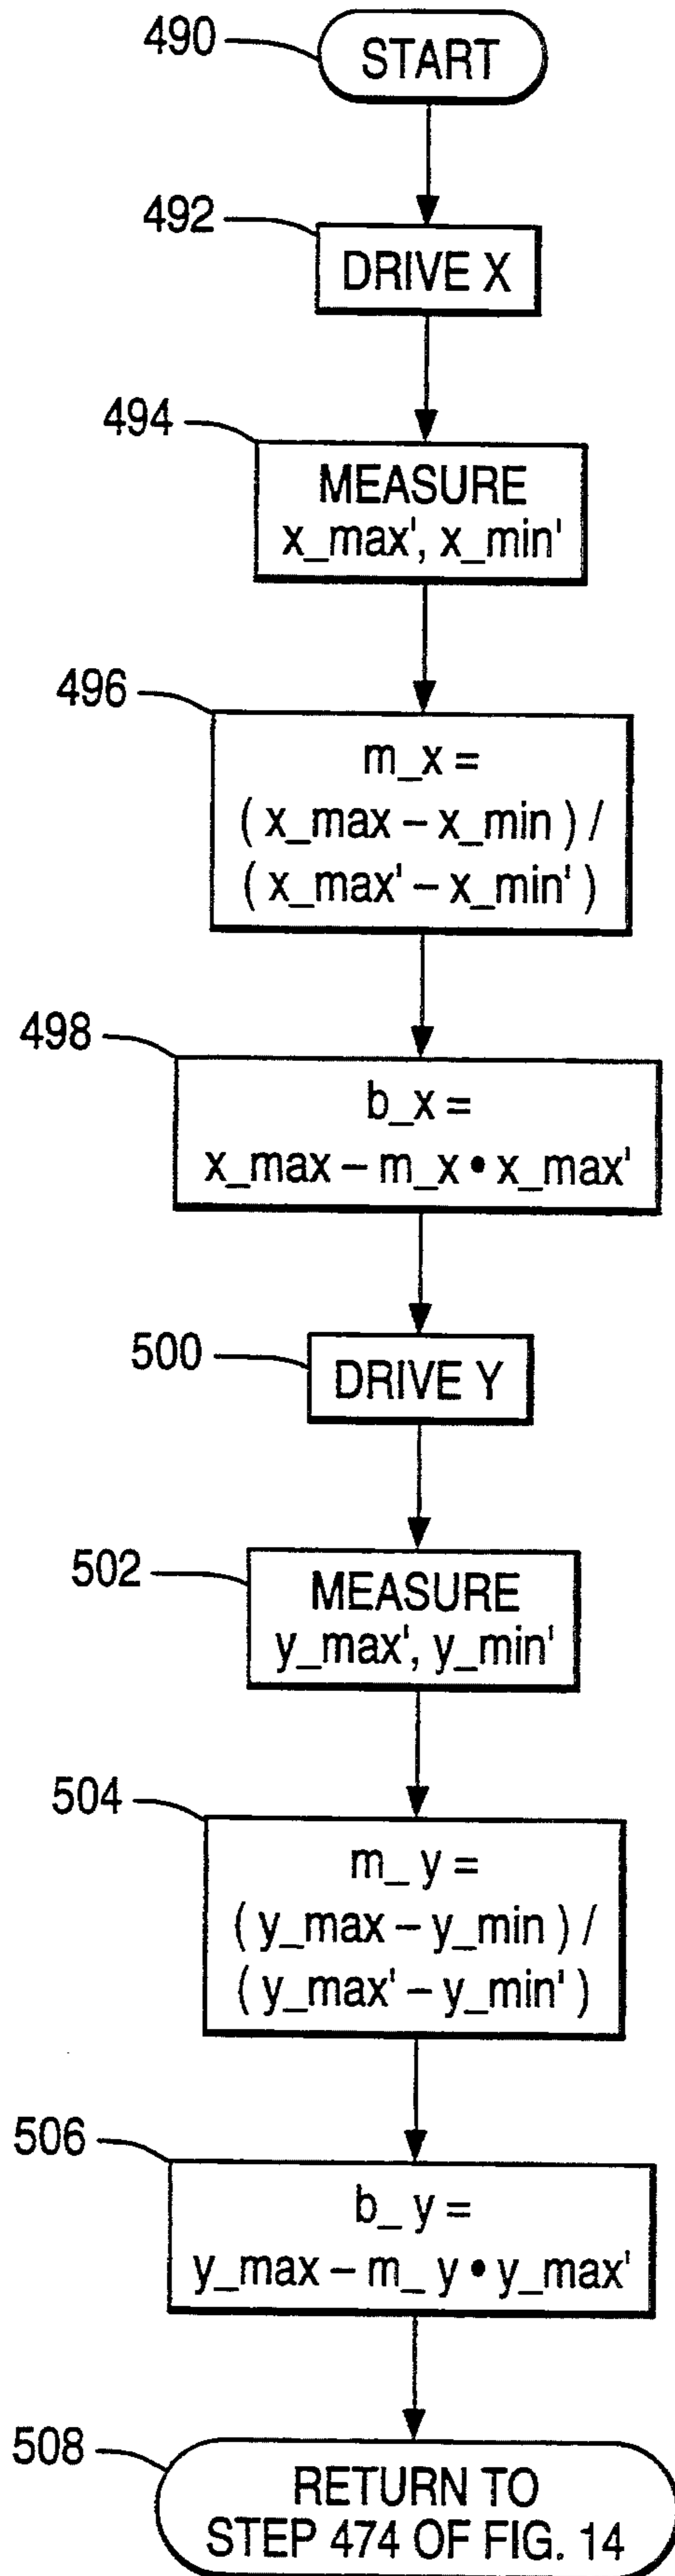 490
START
492
DRIVE X
494
MEASURE
x_max', x_min'
496
m_x =
( x_max – x_min ) /
( x_max' – x_min' )
498
b_x =
x_max – m_x • x_max'
500
DRIVE Y
502
MEASURE
y_max', y_min'
504
m_ y =
( y_max – y_min ) /
( y_max' – y_min' )
506
b_ y =
y_max – m_ y • y_max'
508
RETURN TO
STEP 474 OF FIG. 14